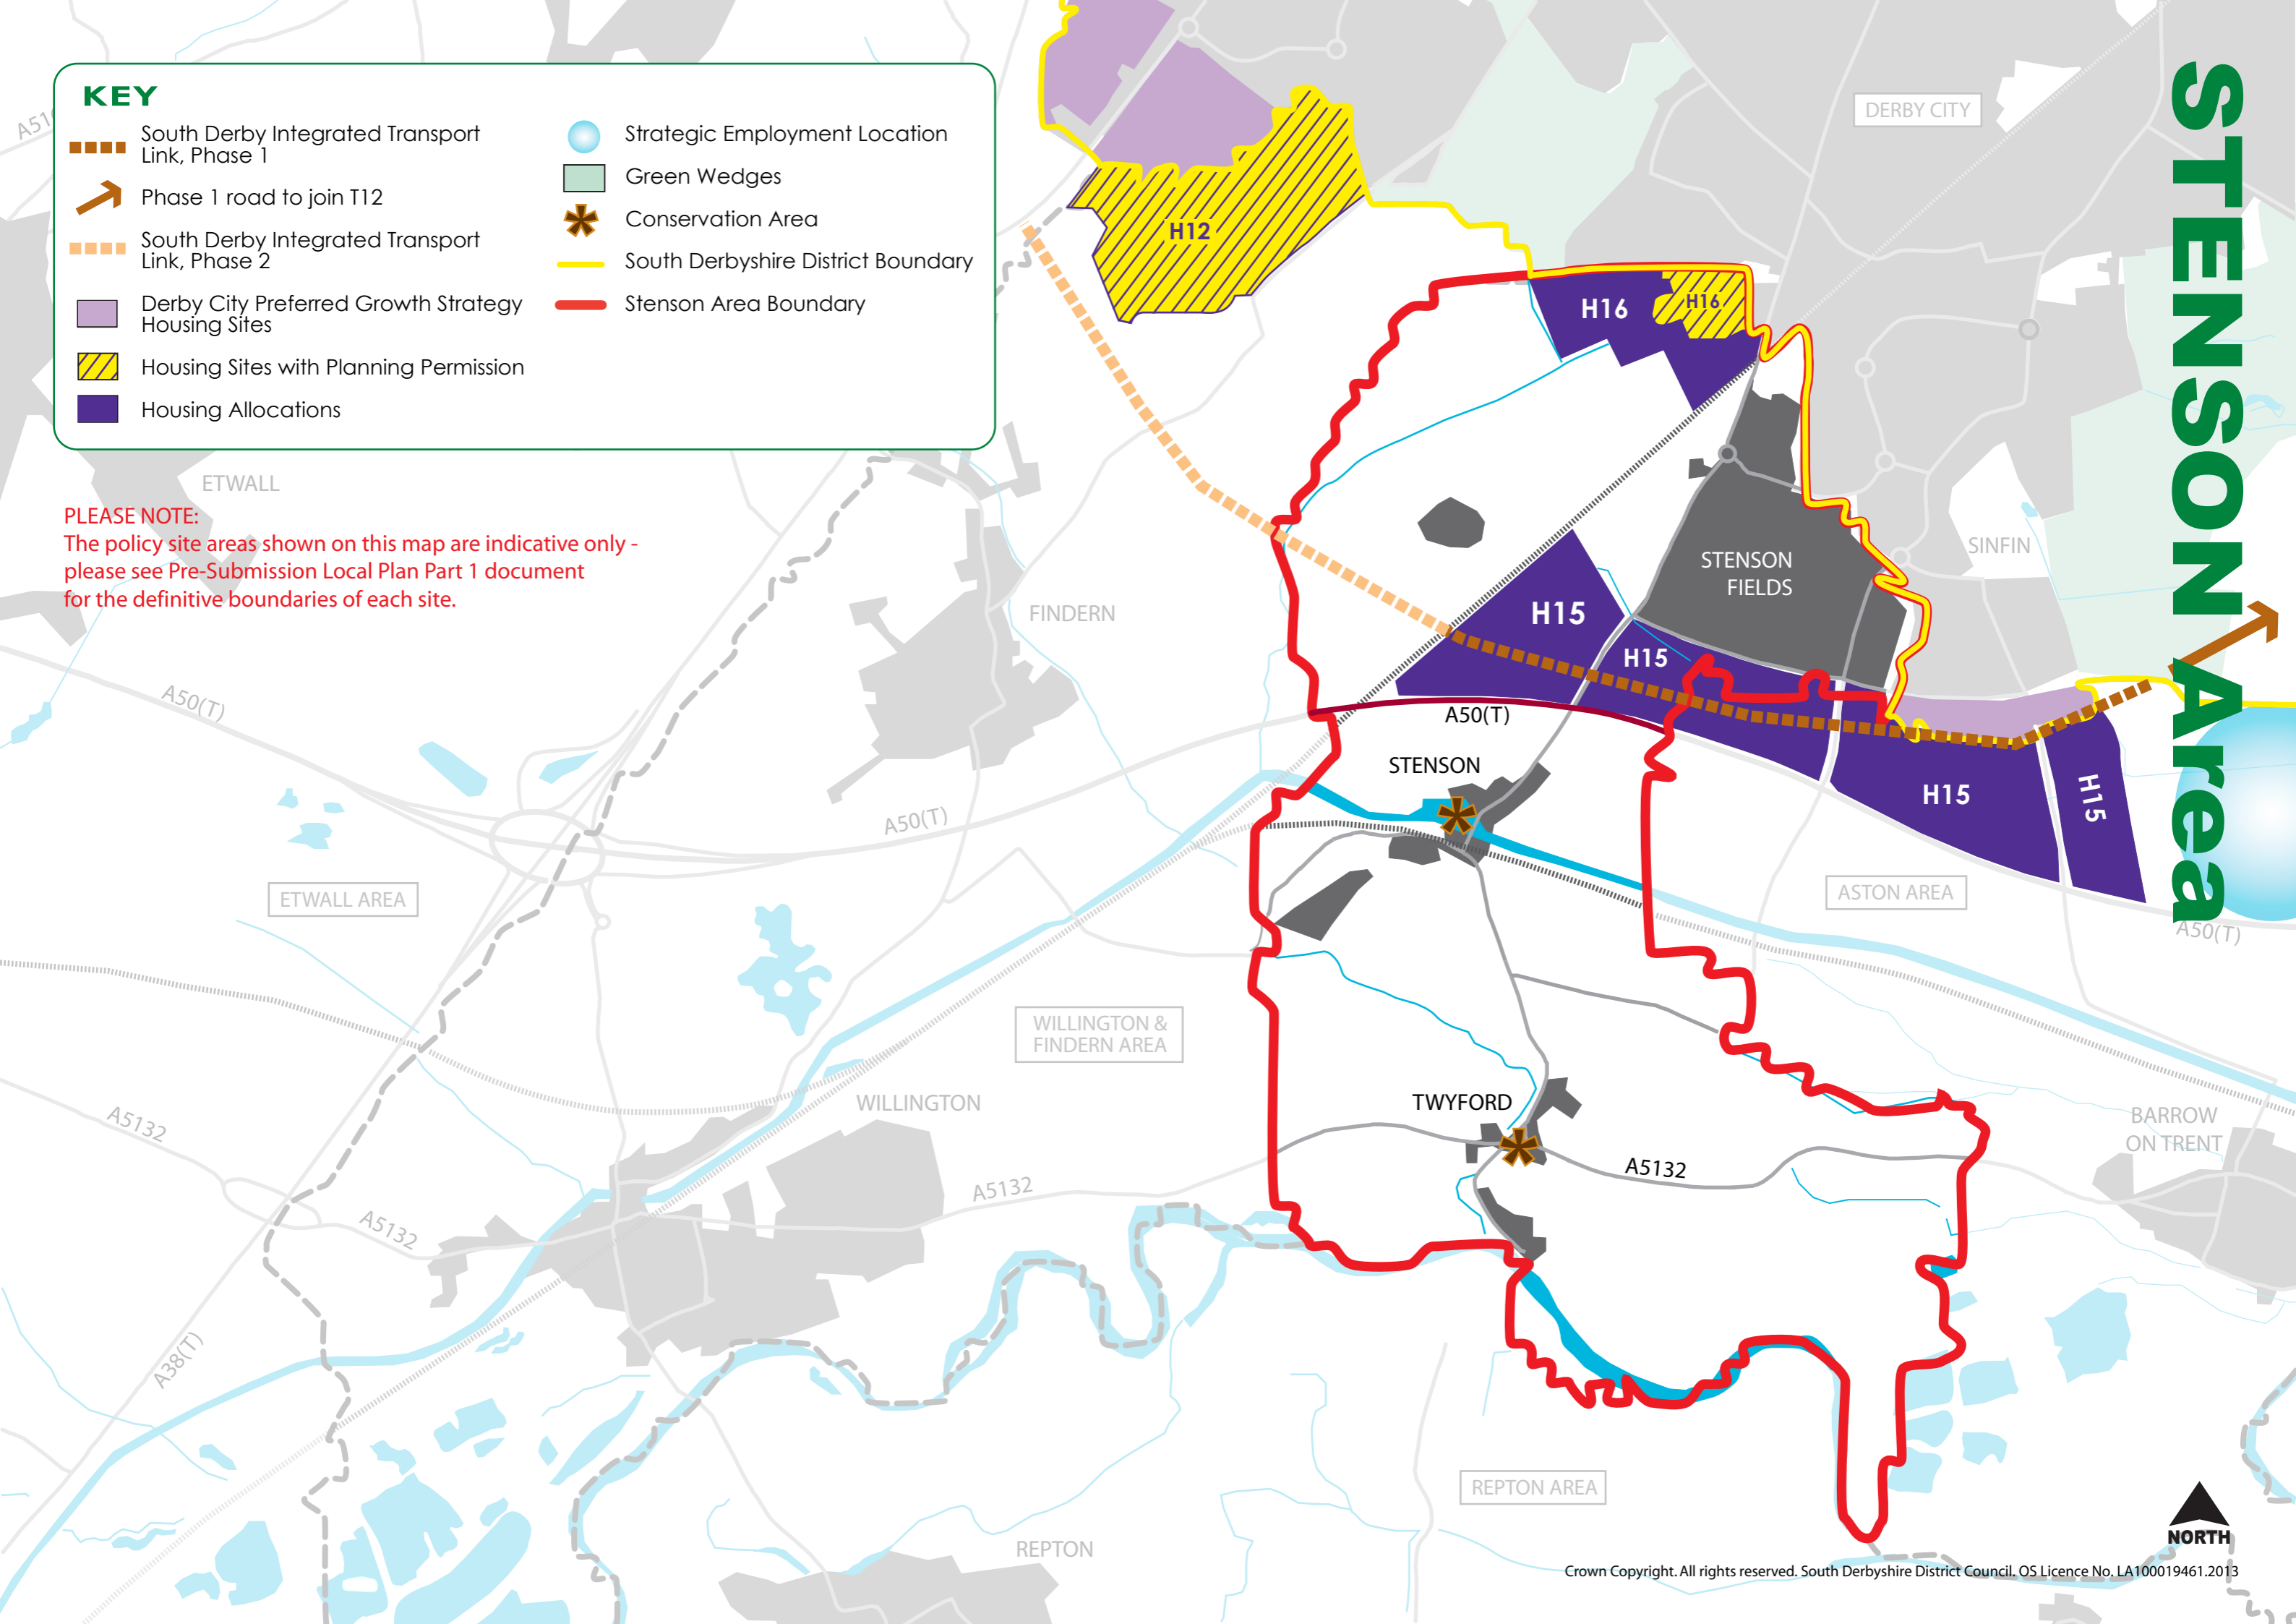 KEY
South Derby Integrated Transport
Link, Phase 1
Phase 1 road to join T12
South Derby Integrated Transport
Link, Phase 2
Derby City Preferred Growth Strategy
Housing Sites
Housing Sites with Planning Permission
Housing Allocations
Strategic Employment Location
Green Wedges
Conservation Area
South Derbyshire District Boundary
Stenson Area Boundary
PLEASE NOTE:
The policy site areas shown on this map are indicative only -
please see Pre-Submission Local Plan Part 1 document
for the definitive boundaries of each site.
STENSON Area
DERBY CITY
H12
H16
H16
ETWALL
FINDERN
STENSON
FIELDS
SINFIN
H15
H15
H15
H15
A50(T)
A50(T)
A50(T)
A50(T)
STENSON
ETWALL AREA
ASTON AREA
WILLINGTON &
FINDERN AREA
WILLINGTON
TWYFORD
BARROW
ON TRENT
A5132
A5132
A5132
A5132
A38(T)
REPTON AREA
REPTON
NORTH
Crown Copyright. All rights reserved. South Derbyshire District Council. OS Licence No. LA100019461.2013